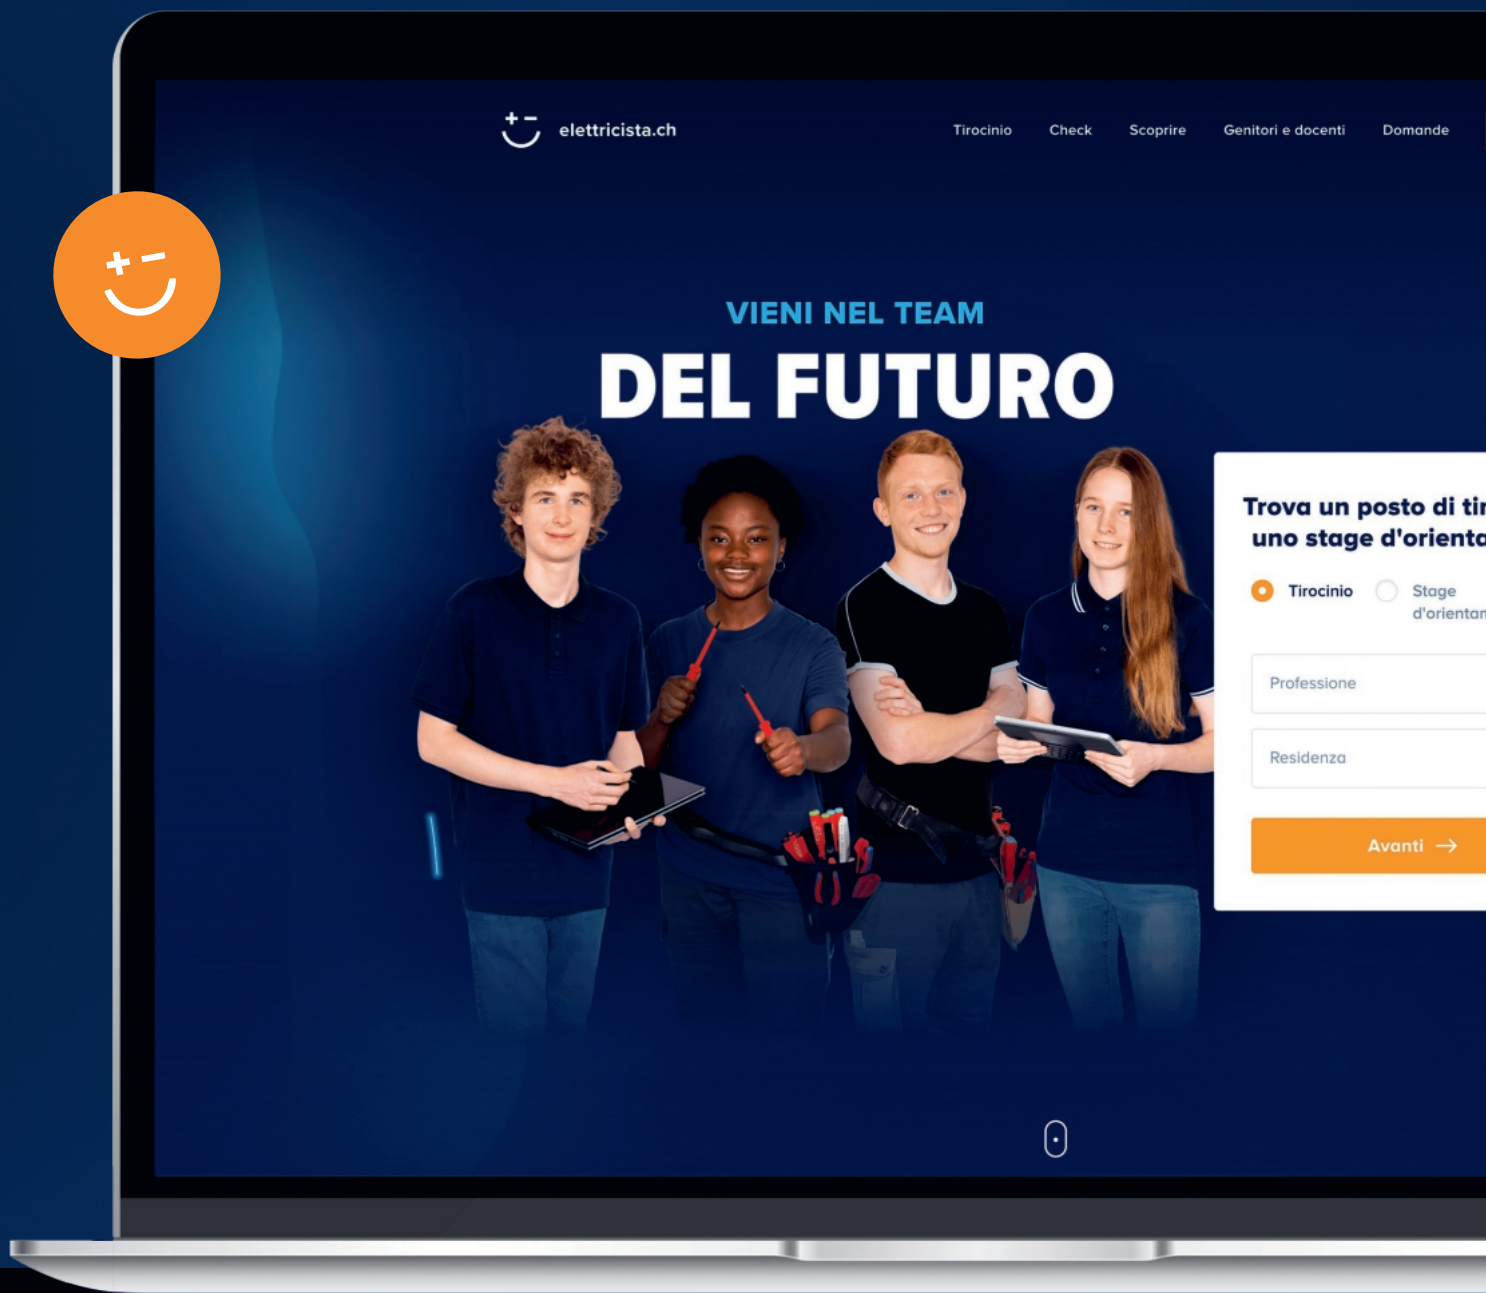 elettricista.ch
Tirocinio Check Scoprire Genitori e docenti Domande
VIENI NEL TEAM
DEL FUTURO
Trova un posto di
uno stage
Tirocinio
Stage
Professione
Residenza
Avanti →